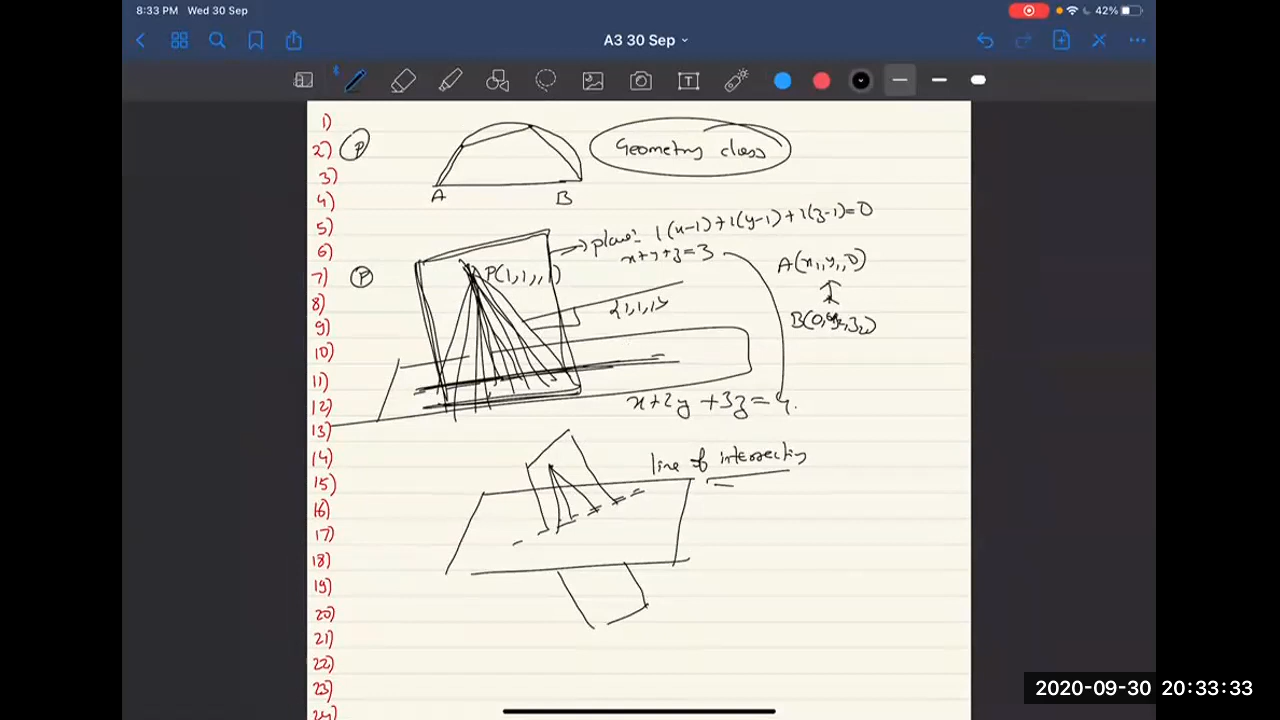 8:33 PM Wed 30 Sep
42%
A3 30 Sep
T
1)
2) P Geometry class
3)
A B
4)
5) plane: 1(x-1)+1(y-1)+1(z-1)=0
6) x+y+z=3
A(x₁,y₁,0)
7) P P(1,1,1)
8) {1,1,1}
9)
10)
11)
12) x+2y+3z=4.
13)
14) line of intersection
15)
16)
17)
18)
19)
20)
21)
22)
23)
2020-09-30 20:33:33